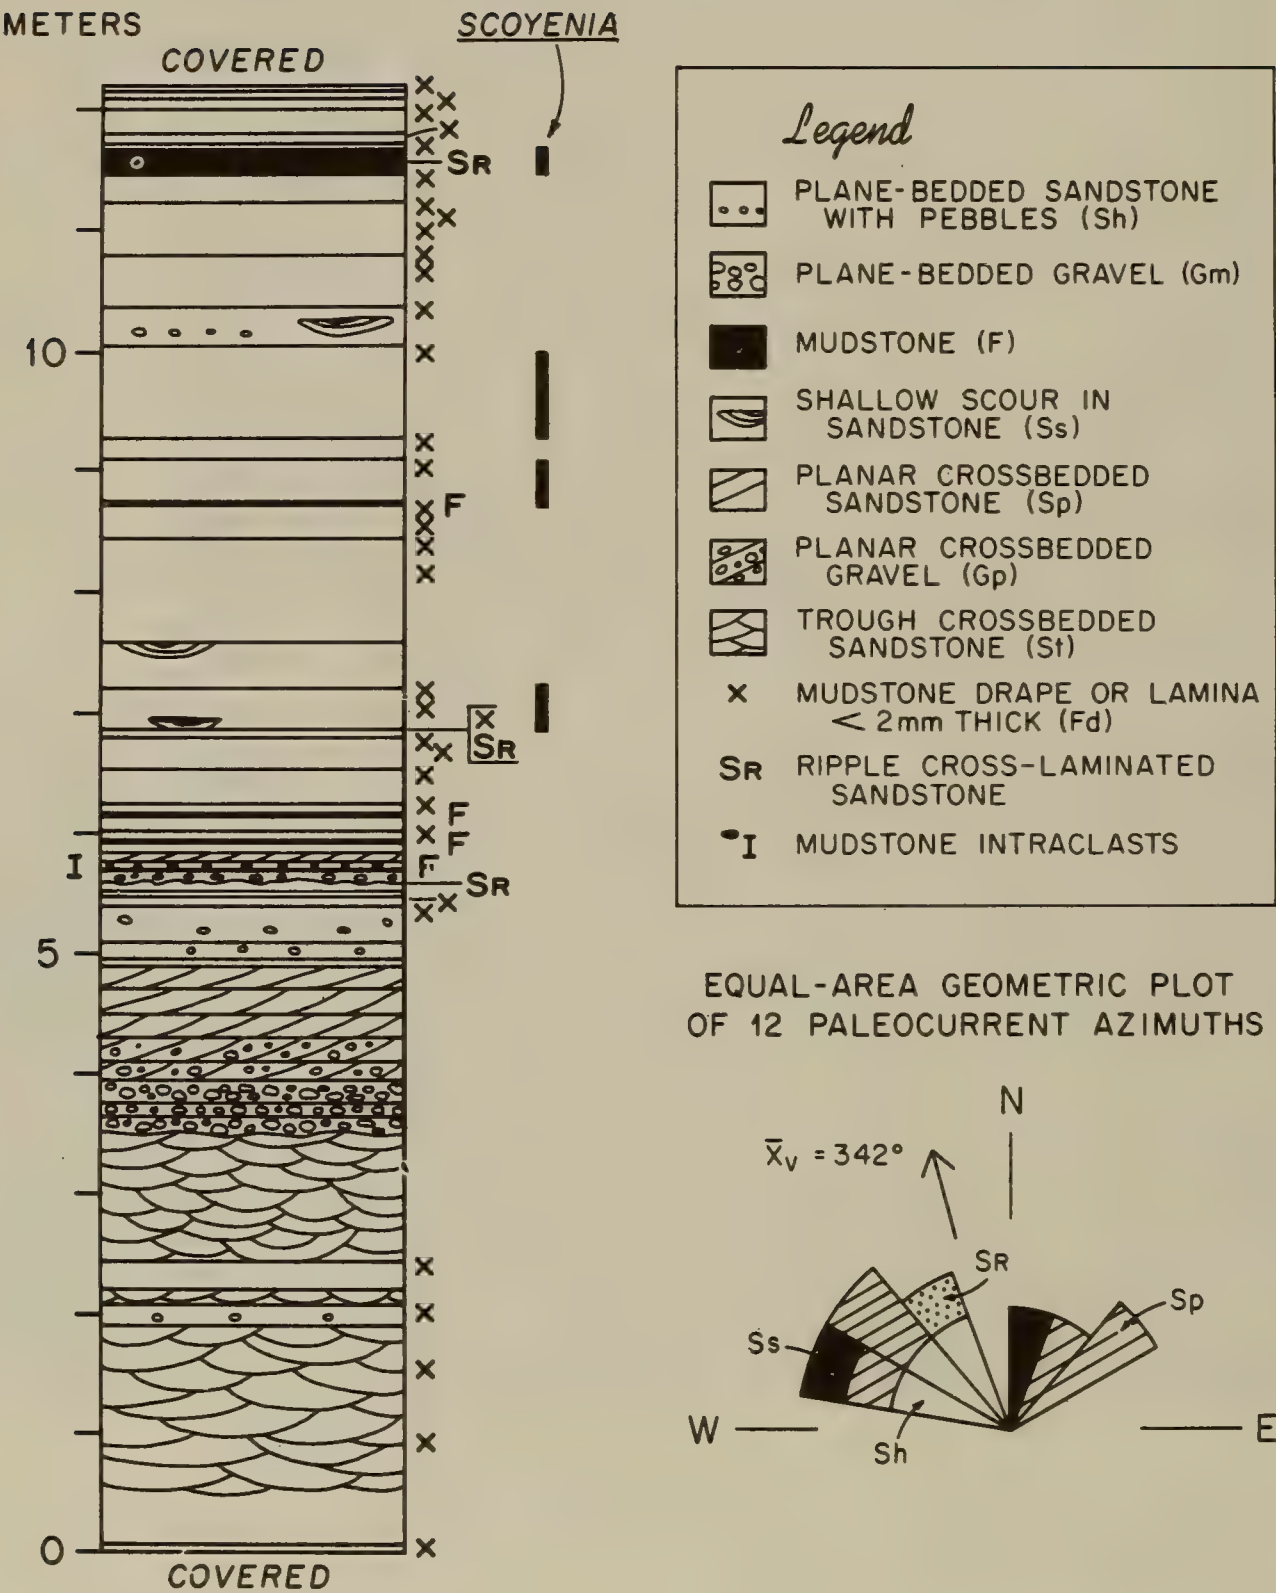 METERS
SCOYENIA
COVERED
X
X
X
X
X
SR
X
X
X
X
X
X
X
10
X
X
X
X F
X
X
X
X
X
X
SR
X
X
X
X F
X F
I
F
SR
X
X
5
X
X
X
X
0
X
COVERED
Legend
PLANE-BEDDED SANDSTONE
WITH PEBBLES (Sh)
PLANE-BEDDED GRAVEL (Gm)
MUDSTONE (F)
SHALLOW SCOUR IN
SANDSTONE (Ss)
PLANAR CROSSBEDDED
SANDSTONE (Sp)
PLANAR CROSSBEDDED
GRAVEL (Gp)
TROUGH CROSSBEDDED
SANDSTONE (St)
X MUDSTONE DRAPE OR LAMINA
< 2mm THICK (Fd)
SR RIPPLE CROSS-LAMINATED
SANDSTONE
I MUDSTONE INTRACLASTS
EQUAL-AREA GEOMETRIC PLOT
OF 12 PALEOCURRENT AZIMUTHS
N
X̄v = 342°
SR
Sp
Ss
W
E
Sh